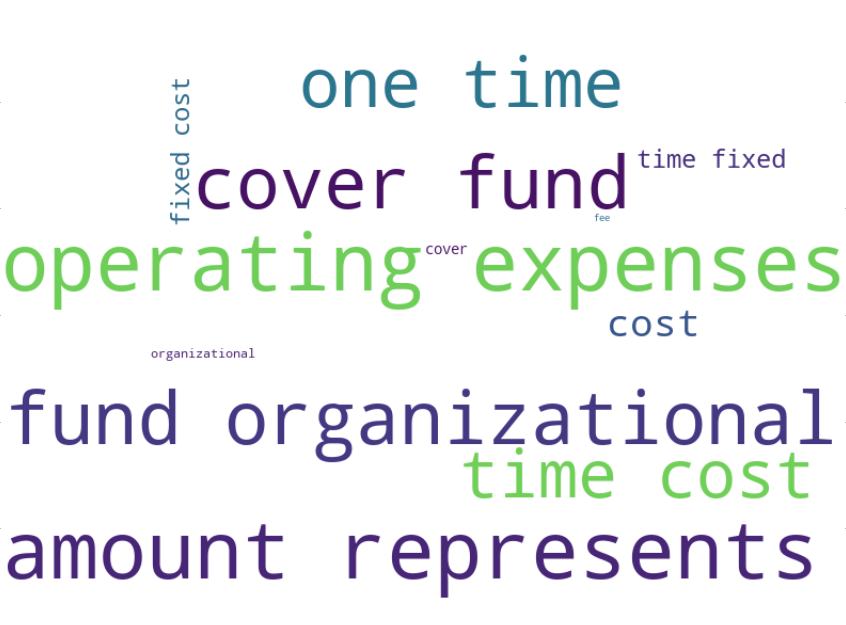 one time
fixed cost
cover fund
time fixed
fee
operating expenses
cover
cost
organizational
fund organizational
time cost
amount represents